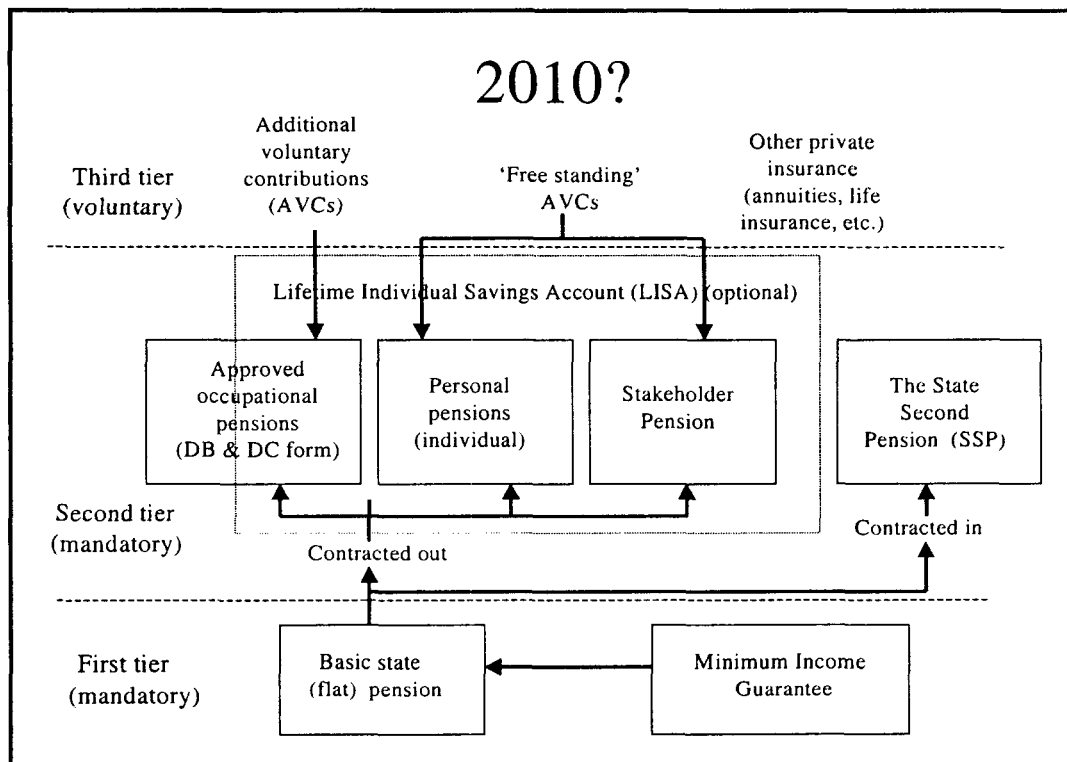 2010?
Third tier
(voluntary)
Additional
voluntary
contributions
(AVCs)
‘Free standing’
AVCs
Other private
insurance
(annuities, life
insurance, etc.)
Lifetime Individual Savings Account (LISA) (optional)
Approved
occupational
pensions
(DB & DC form)
Personal
pensions
(individual)
Stakeholder
Pension
The State
Second
Pension (SSP)
Second tier
(mandatory)
Contracted out
Contracted in
First tier
(mandatory)
Basic state
(flat) pension
Minimum Income
Guarantee